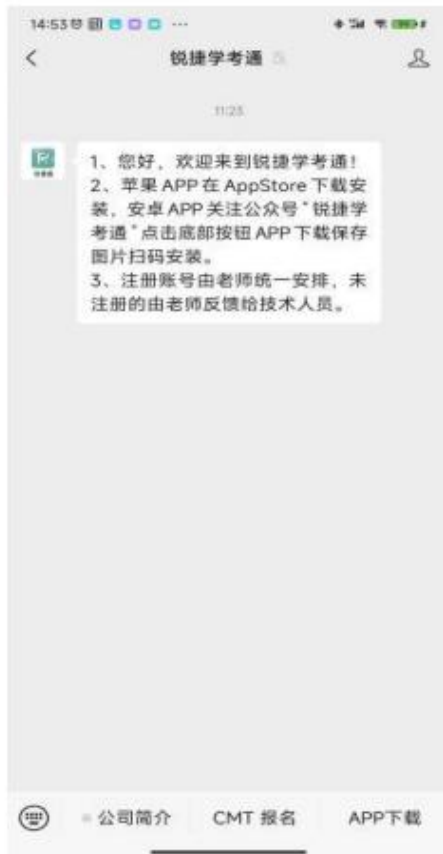 14:53
锐捷学考通
11:23
1、您好，欢迎来到锐捷学考通！
2、苹果 APP 在 AppStore 下载安
装，安卓 APP 关注公众号“锐捷学
考通”点击底部按钮 APP 下载保存
图片扫码安装。
3、注册账号由老师统一安排，未
注册的由老师反馈给技术人员。
公司简介
CMT 报名
APP下载